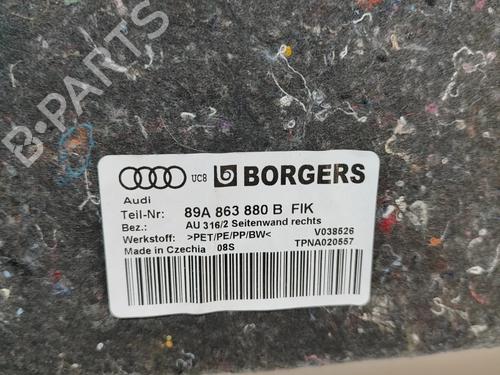 B-PARTS
UC8 BORGERS
Audi
Teil-Nr: 89A 863 880 B FIK
Bez.: AU 316/2 Seitenwand rechts
Werkstoff: >PET/PE/PP/BW< V038526
Made in Czechia 08S TPNA020557